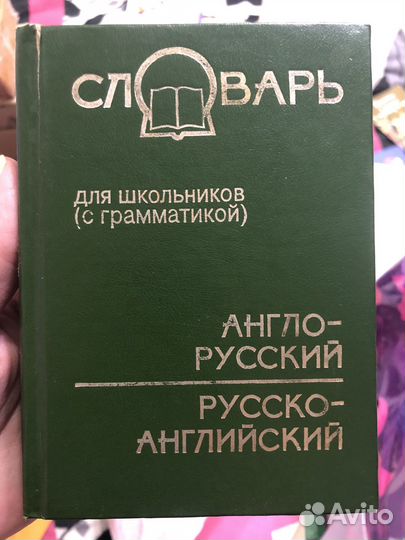 СЛОВАРЬ
для школьников
(с грамматикой)
АНГЛО-
РУССКИЙ
РУССКО-
АНГЛИЙСКИЙ
Avito